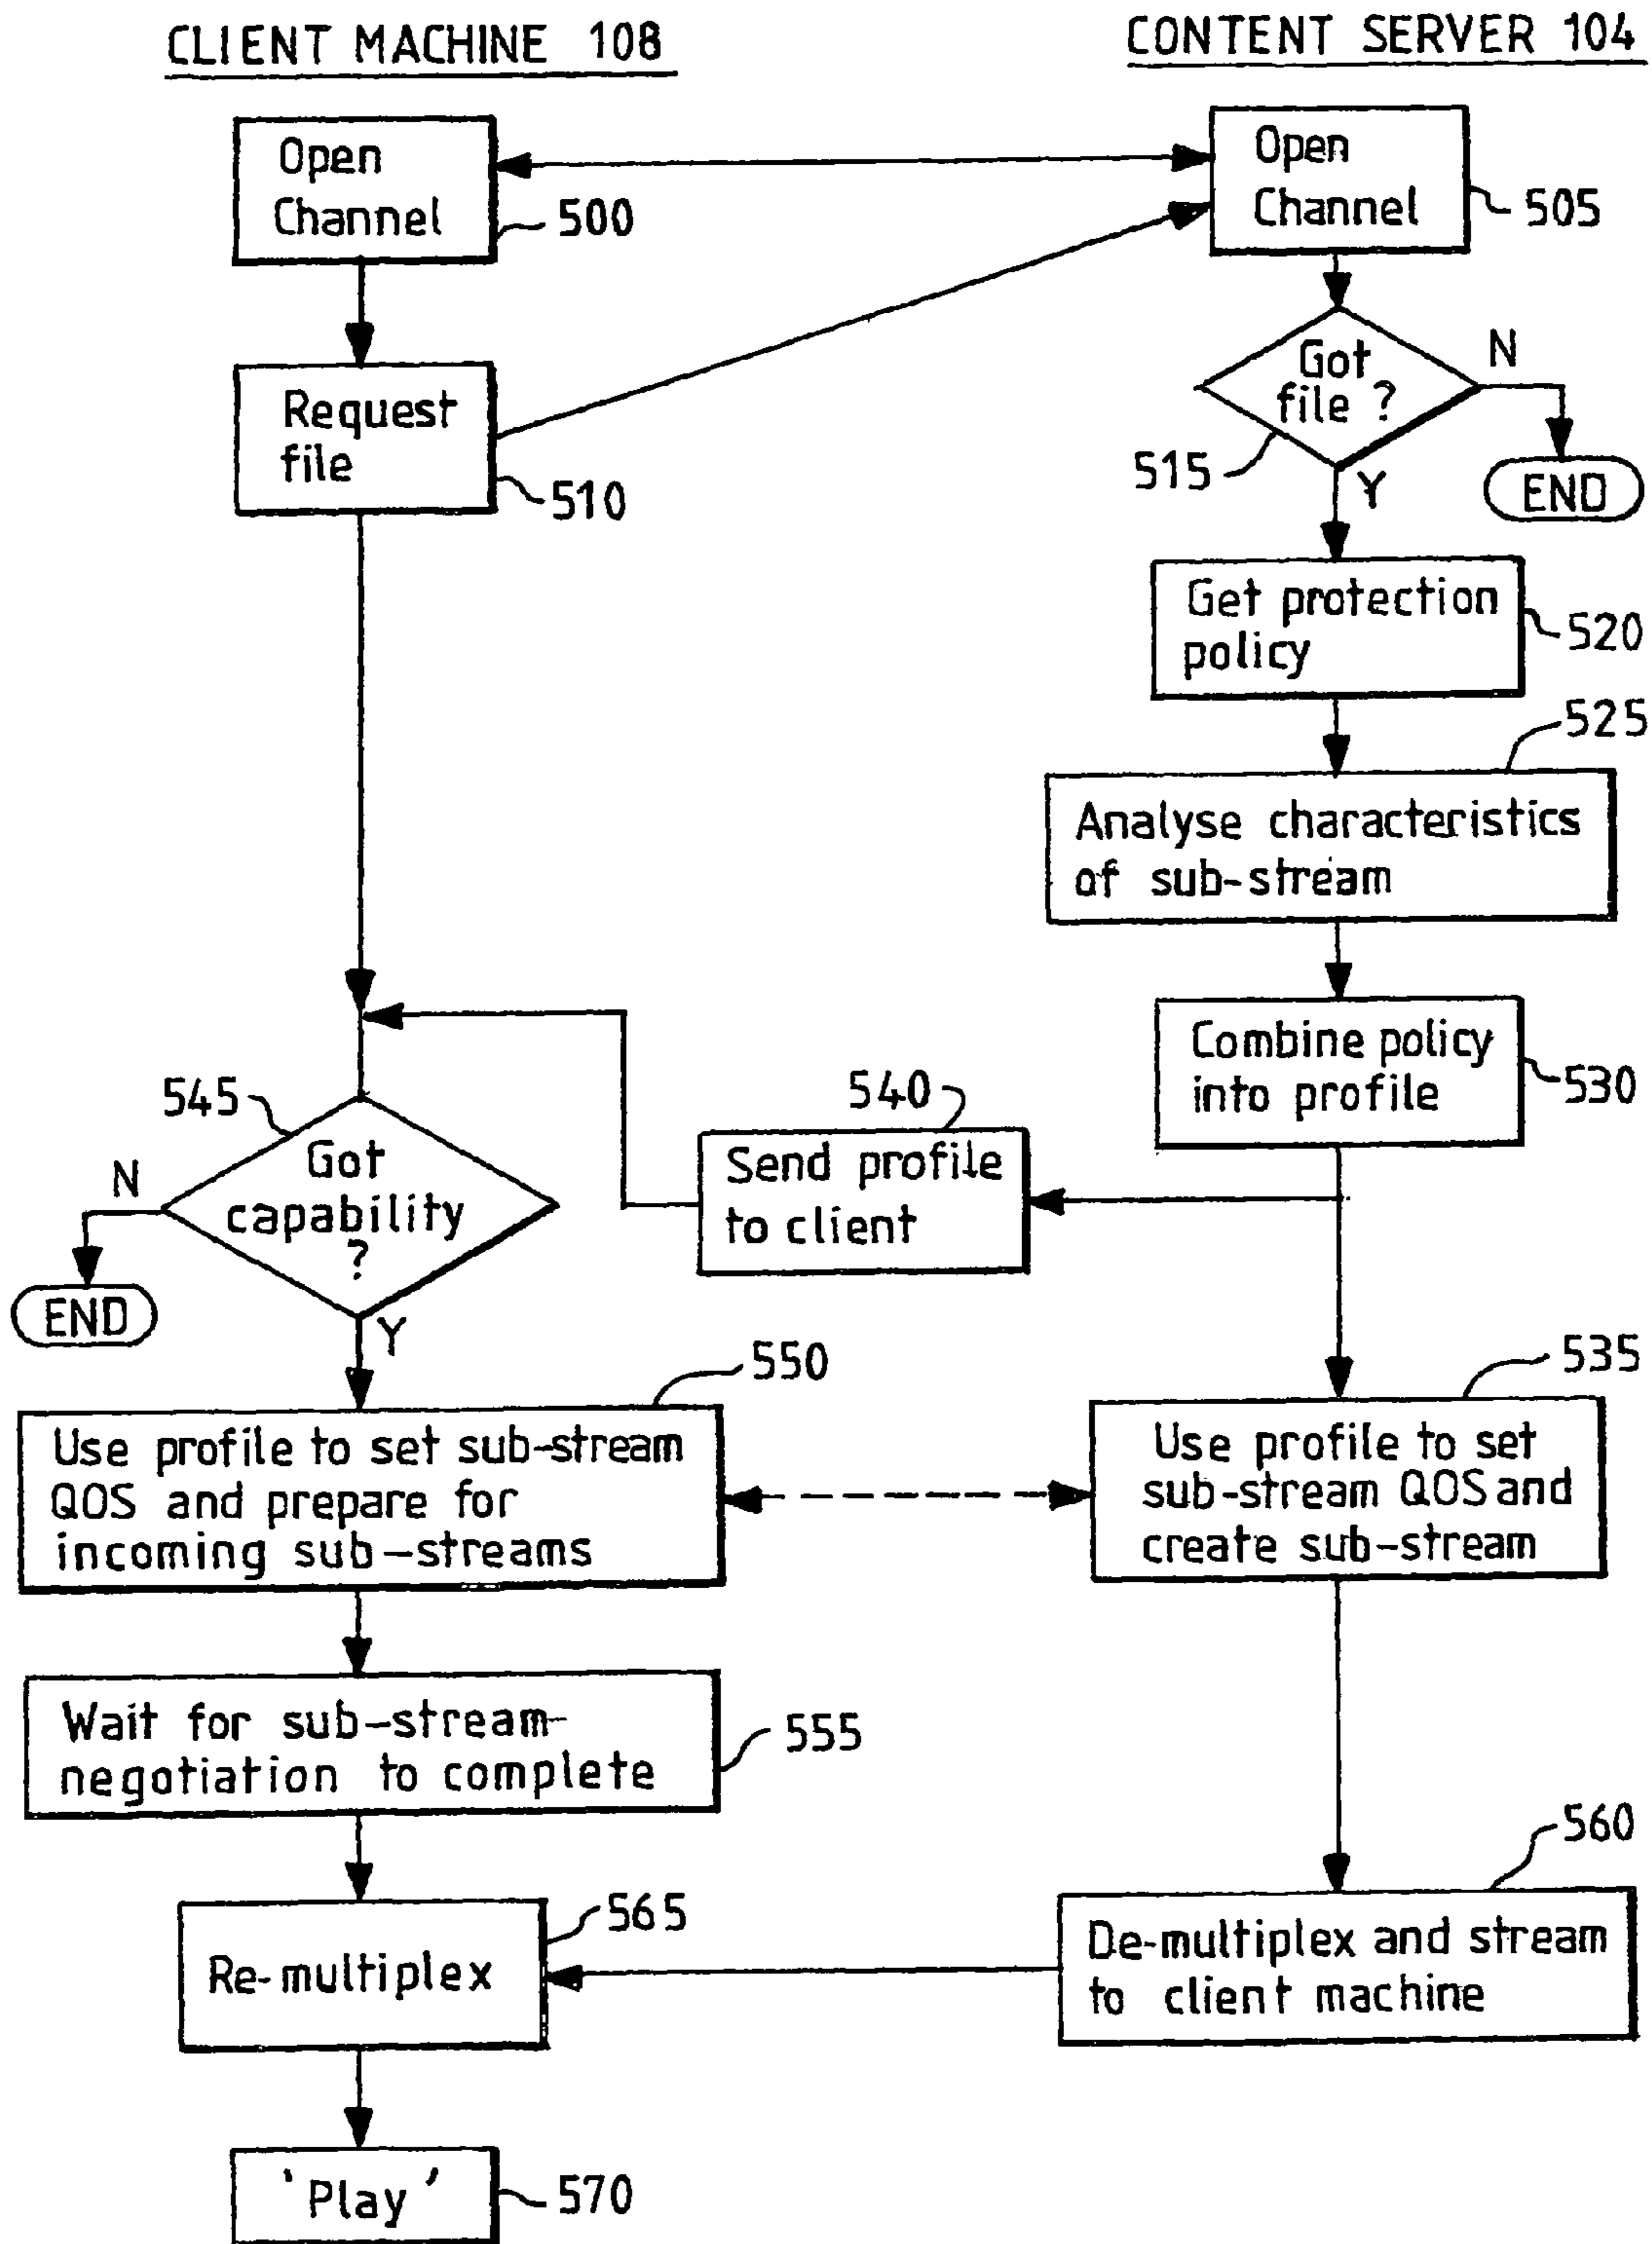 CLIENT MACHINE 108
CONTENT SERVER 104
Open
Channel
500
Open
Channel
505
Request
file
510
Got
file ?
N
515
Y
END
Get protection
policy
520
525
Analyse characteristics
of sub-stream
Combine policy
into profile
530
540
Send profile
to client
545
Got
capability
?
N
END
Y
550
Use profile to set sub-stream
QOS and prepare for
incoming sub-streams
535
Use profile to set
sub-stream QOS and
create sub-stream
Wait for sub-stream-
negotiation to complete
555
560
De-multiplex and stream
to client machine
565
Re-multiplex
'Play'
570